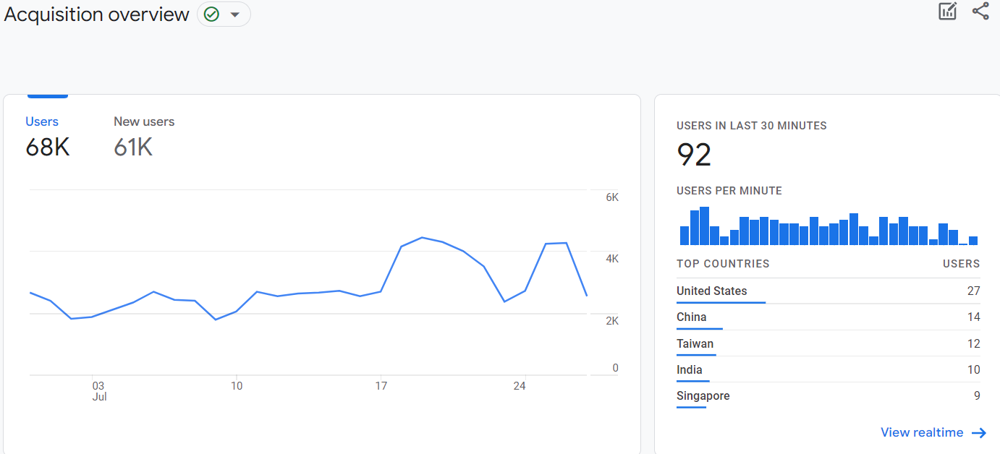 Acquisition overview
Users
68K
New users
61K
6K
4K
2K
0
03
Jul
10
17
24
USERS IN LAST 30 MINUTES
92
USERS PER MINUTE
TOP COUNTRIES USERS
United States 27
China 14
Taiwan 12
India 10
Singapore 9
View realtime